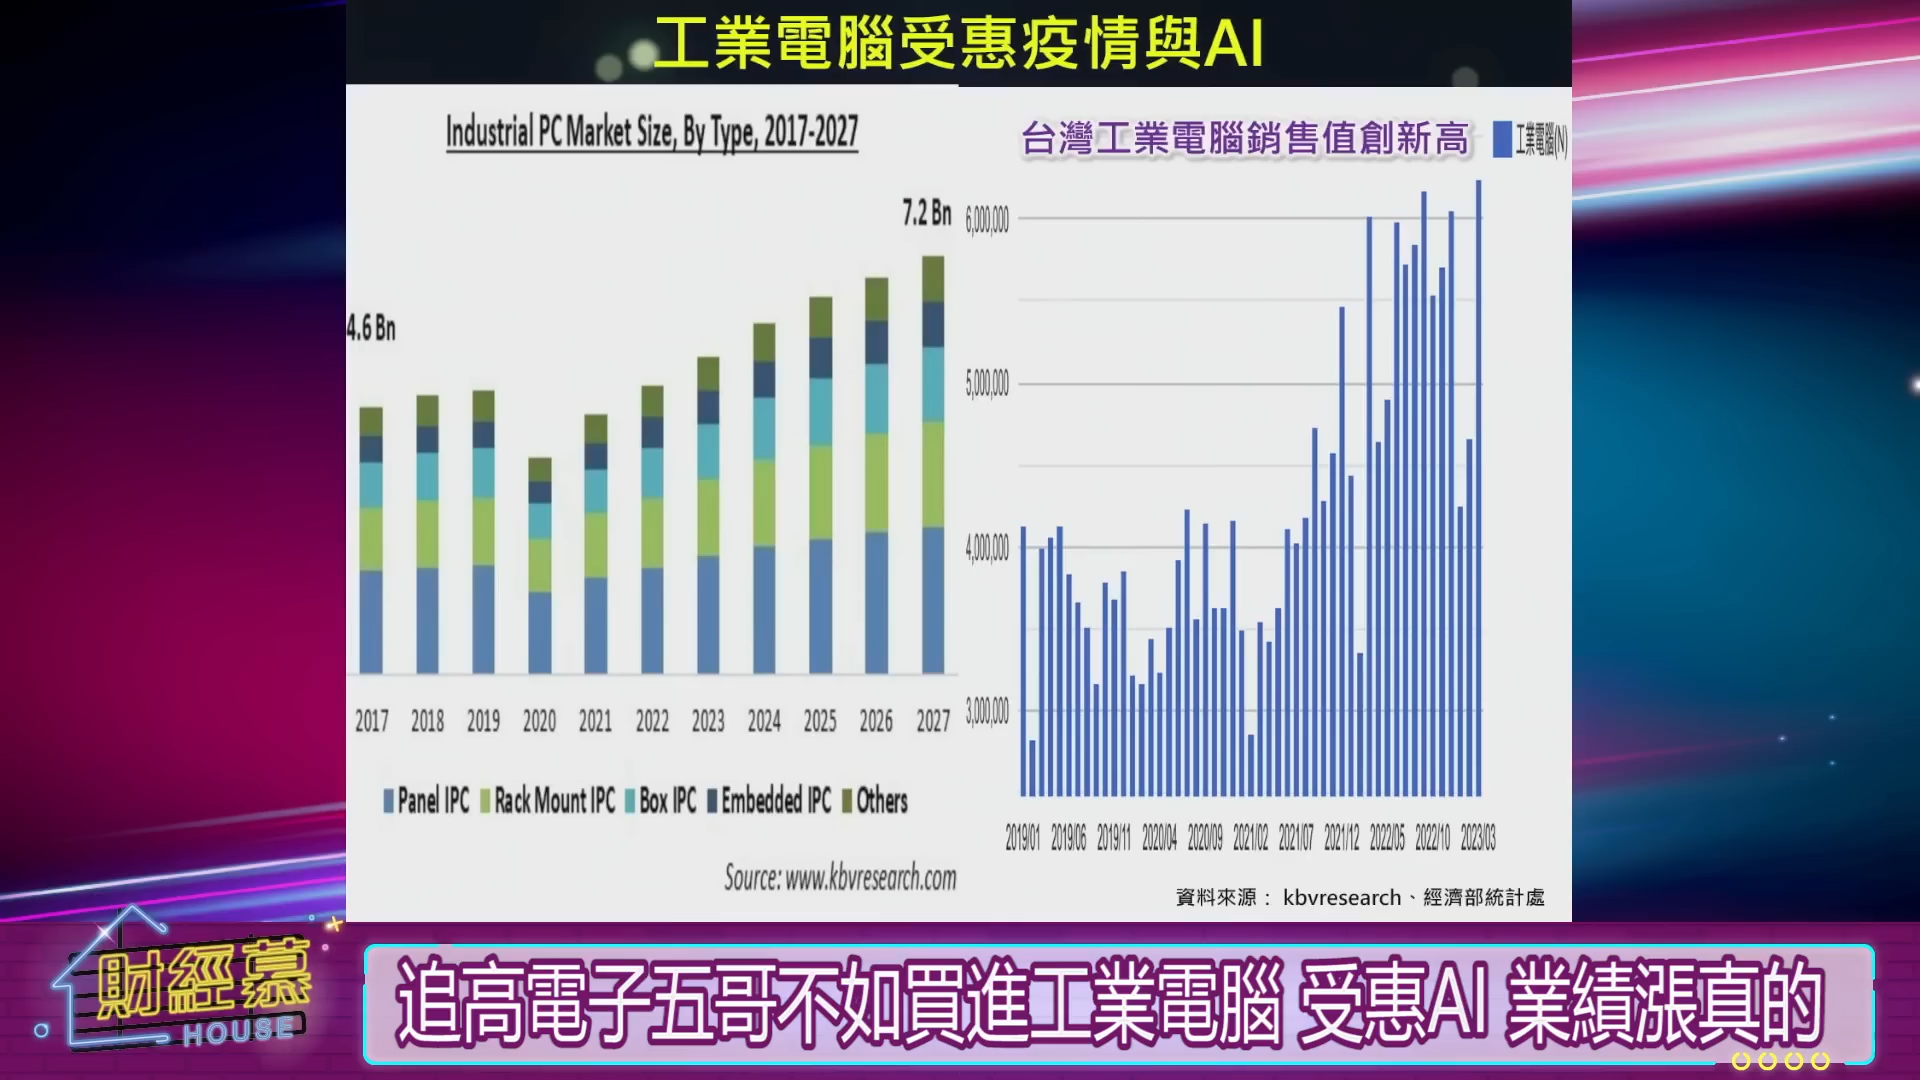 工業電腦受惠疫情與AI
Industrial PC Market Size, By Type, 2017-2027
7.2 Bn
4.6 Bn
2017 2018 2019 2020 2021 2022 2023 2024 2025 2026 2027
Panel IPC Rack Mount IPC Box IPC Embedded IPC Others
Source: www.kbvresearch.com
台灣工業電腦銷售值創新高
工業電腦(N)
6,000,000
5,000,000
4,000,000
3,000,000
2019/01 2019/06 2019/11 2020/04 2020/09 2021/02 2021/07 2021/12 2022/05 2022/10 2023/03
資料來源： kbvresearch、經濟部統計處
財經慕
HOUSE
追高電子五哥不如買進工業電腦 受惠AI 業績漲真的